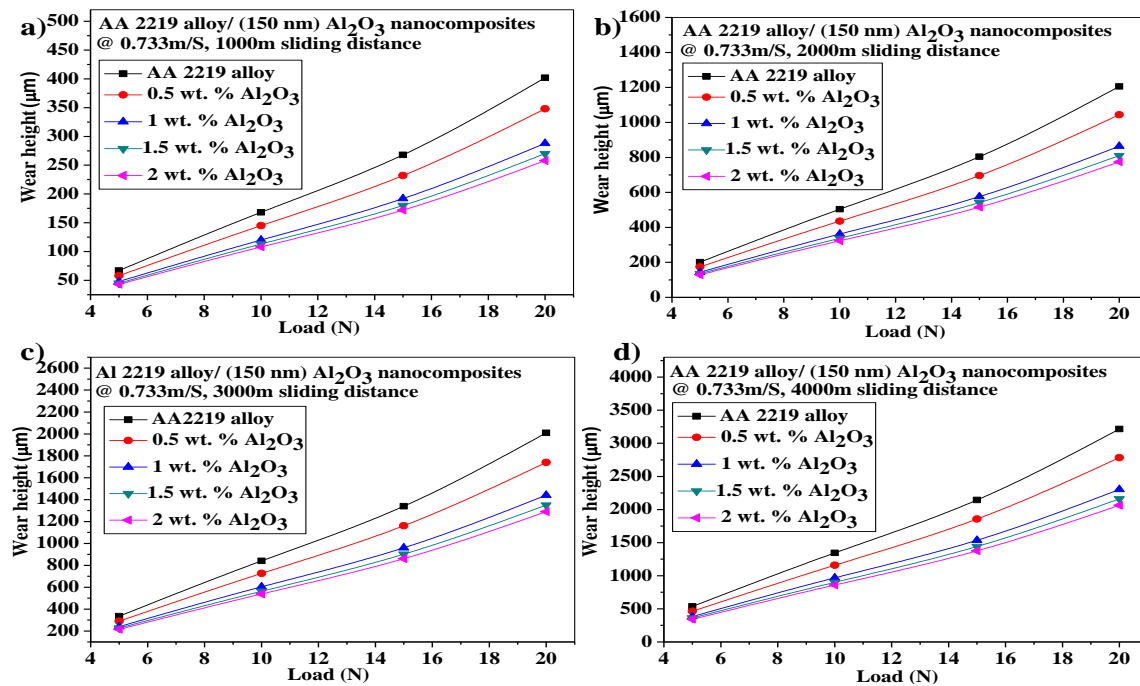 a)
AA 2219 alloy/ (150 nm) Al₂O₃ nanocomposites
@ 0.733m/S, 1000m sliding distance
AA 2219 alloy
0.5 wt. % Al₂O₃
1 wt. % Al₂O₃
1.5 wt. % Al₂O₃
2 wt. % Al₂O₃
Wear height (μm)
500
450
400
350
300
250
200
150
100
50
4 6 8 10 12 14 16 18 20
Load (N)
b)
AA 2219 alloy/ (150 nm) Al₂O₃ nanocomposites
@ 0.733m/S, 2000m sliding distance
AA 2219 alloy
0.5 wt. % Al₂O₃
1 wt. % Al₂O₃
1.5 wt. % Al₂O₃
2 wt. % Al₂O₃
Wear height (μm)
1600
1400
1200
1000
800
600
400
200
0
4 6 8 10 12 14 16 18 20
Load (N)
c)
Al 2219 alloy/ (150 nm) Al₂O₃ nanocomposites
@ 0.733m/S, 3000m sliding distance
AA2219 alloy
0.5 wt. % Al₂O₃
1 wt. % Al₂O₃
1.5 wt. % Al₂O₃
2 wt. % Al₂O₃
Wear height (μm)
2600
2400
2200
2000
1800
1600
1400
1200
1000
800
600
400
200
4 6 8 10 12 14 16 18 20
Load (N)
d)
AA 2219 alloy/ (150 nm) Al₂O₃ nanocomposites
@ 0.733m/S, 4000m sliding distance
AA 2219 alloy
0.5 wt. % Al₂O₃
1 wt. % Al₂O₃
1.5 wt. % Al₂O₃
2 wt. % Al₂O₃
Wear height (μm)
4000
3500
3000
2500
2000
1500
1000
500
0
4 6 8 10 12 14 16 18 20
Load (N)